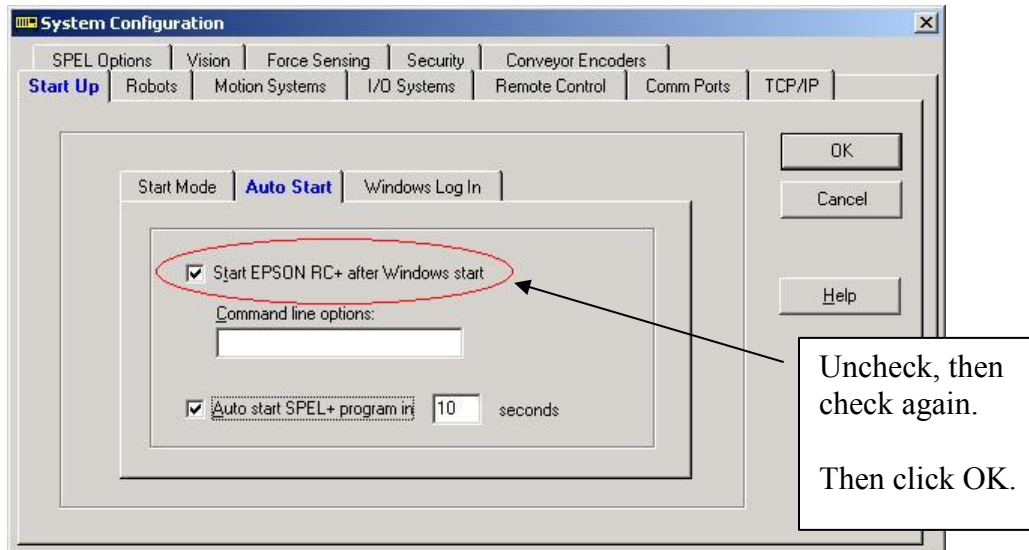 System Configuration
SPEL Options Vision Force Sensing Security Conveyor Encoders
Start Up Robots Motion Systems I/O Systems Remote Control Comm Ports TCP/IP
OK
Start Mode Auto Start Windows Log In
Cancel
Start EPSON RC+ after Windows start
Help
Command line options:
Uncheck, then
check again.
Auto start SPEL+ program in 10 seconds
Then click OK.